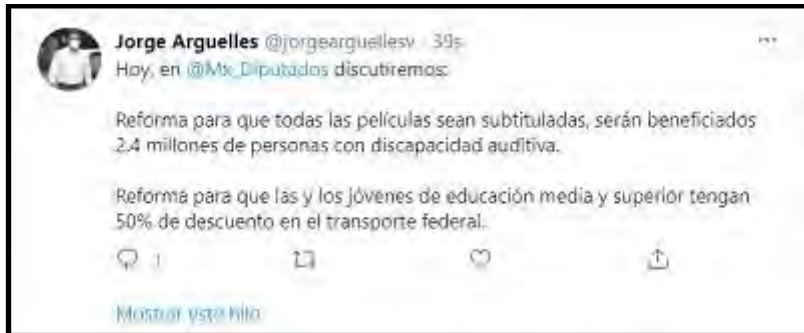 Jorge Arguelles @jorgearguellesv · 39s
Hoy, en @Mx_Diputados discutiremos:
Reforma para que todas las películas sean subtituladas, serán beneficiados
2.4 millones de personas con discapacidad auditiva.
Reforma para que las y los jóvenes de educación media y superior tengan
50% de descuento en el transporte federal.
1
Mostrar este hilo